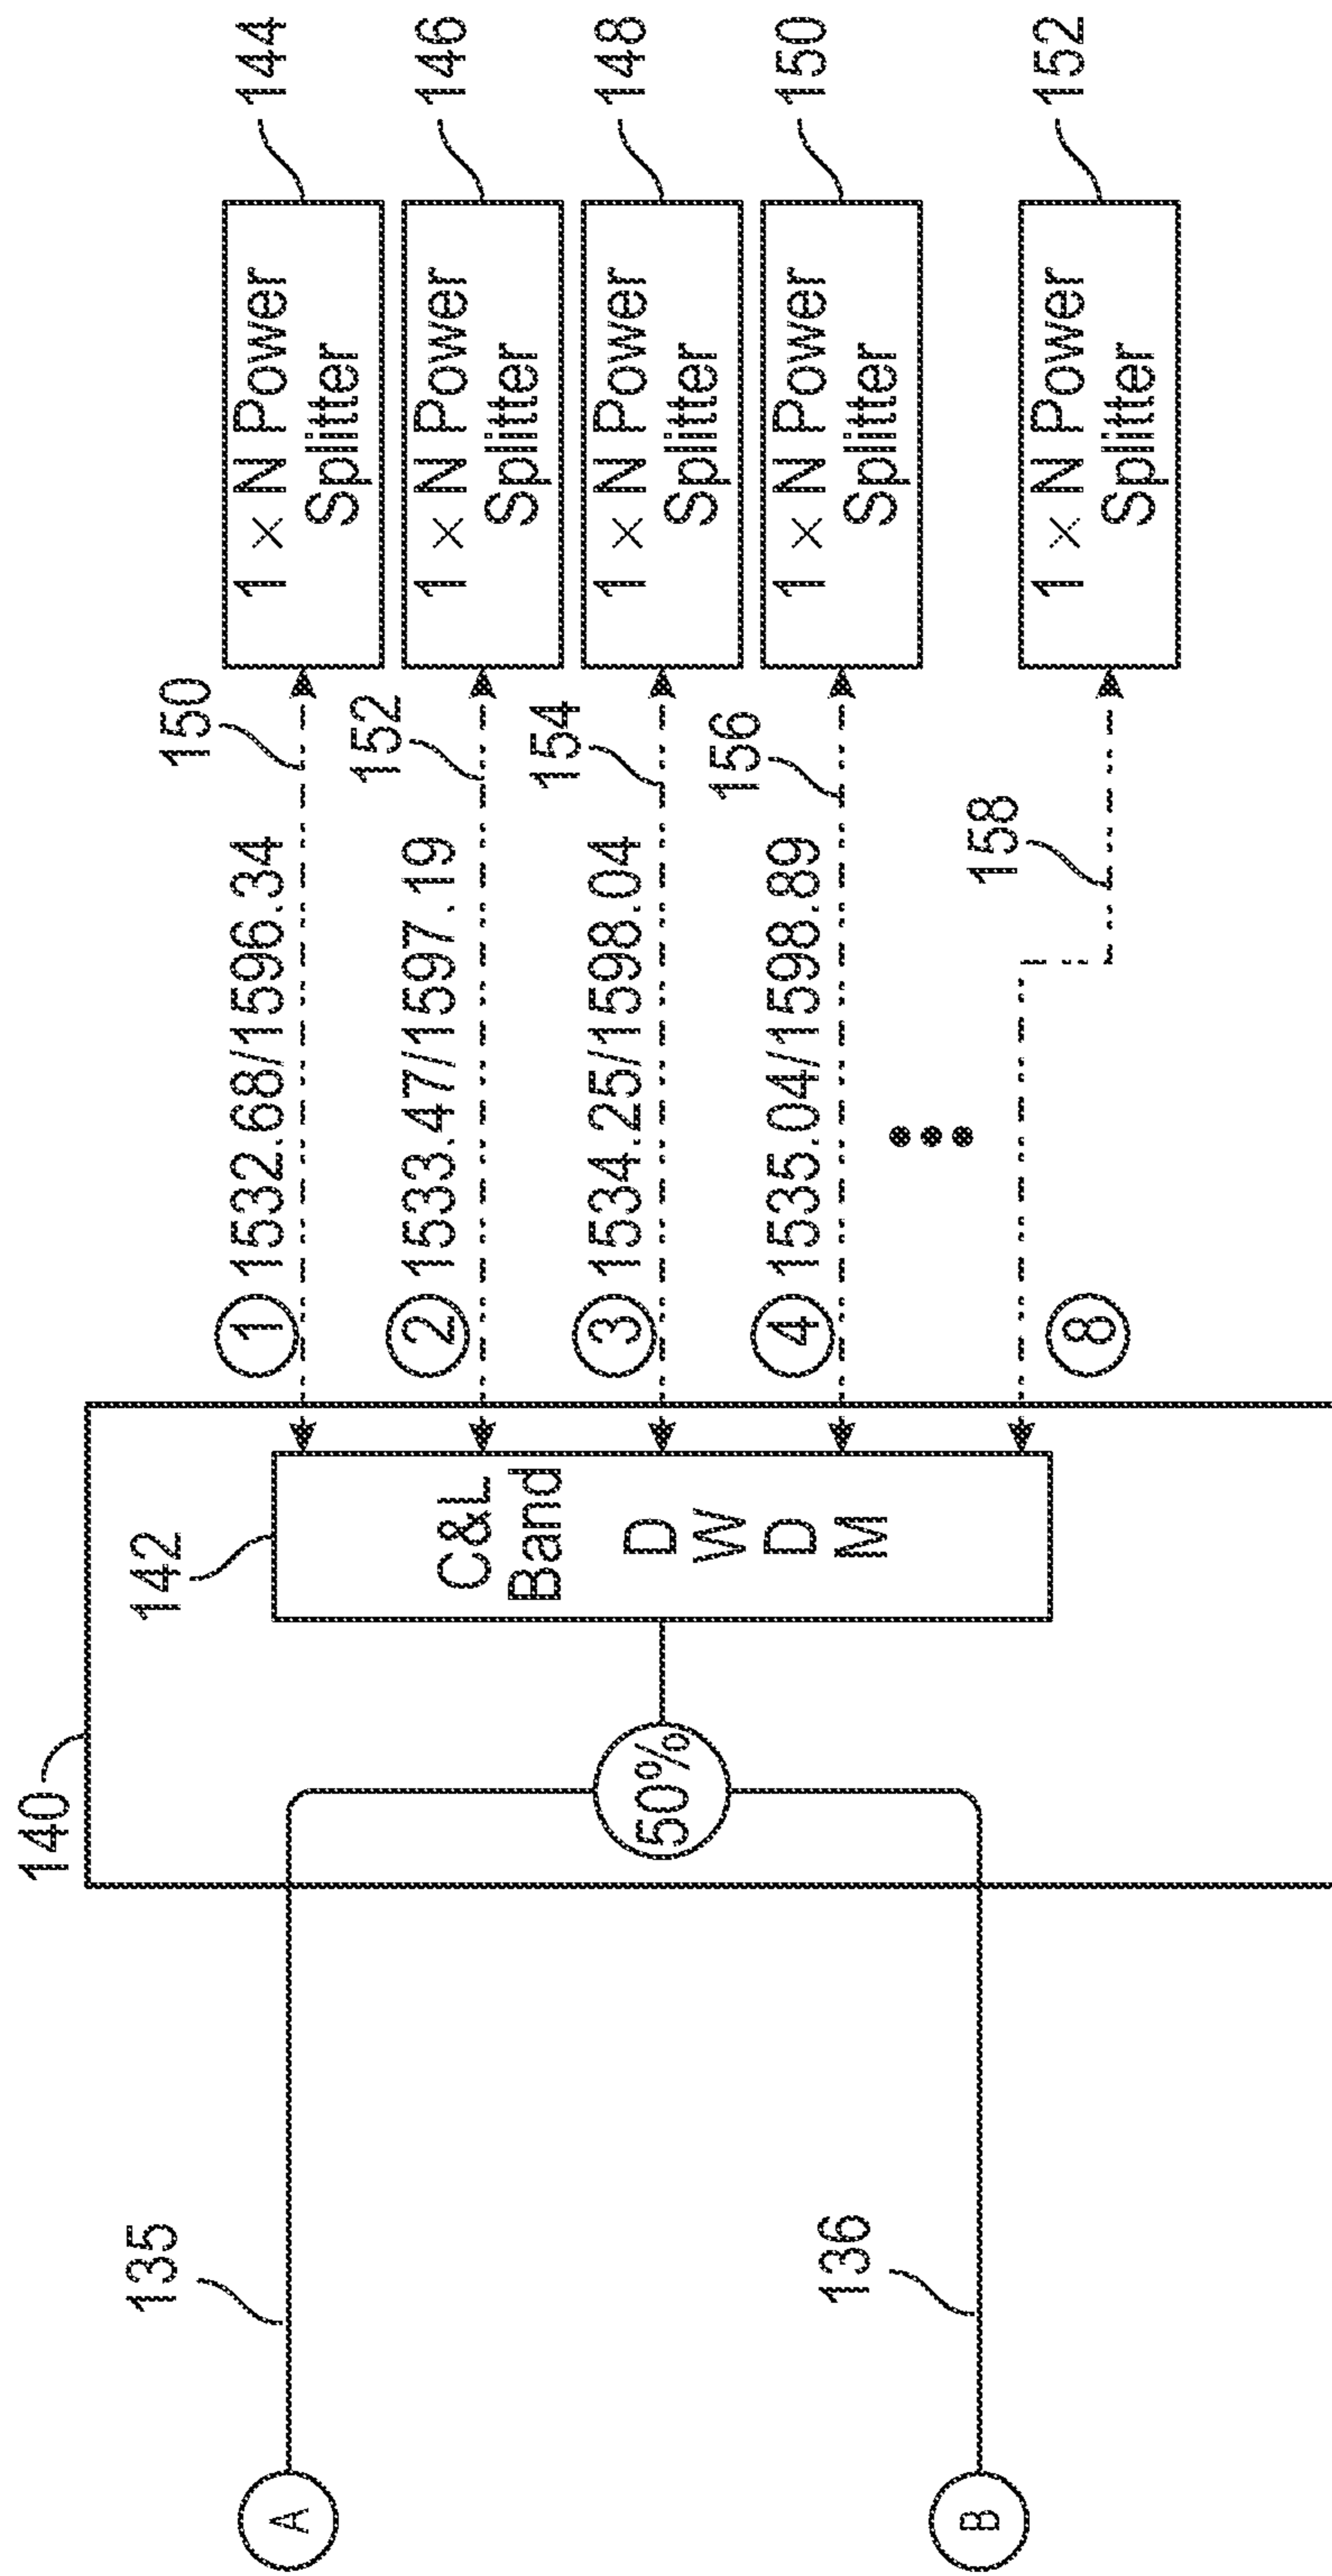 140
142
C&L
Band
D
W
D
M
50%
135
136
A
B
1 1532.68/1596.34
150
1 × N Power
Splitter
144
2 1533.47/1597.19
152
1 × N Power
Splitter
146
3 1534.25/1598.04
154
1 × N Power
Splitter
148
4 1535.04/1598.89
156
1 × N Power
Splitter
150
8
158
1 × N Power
Splitter
152